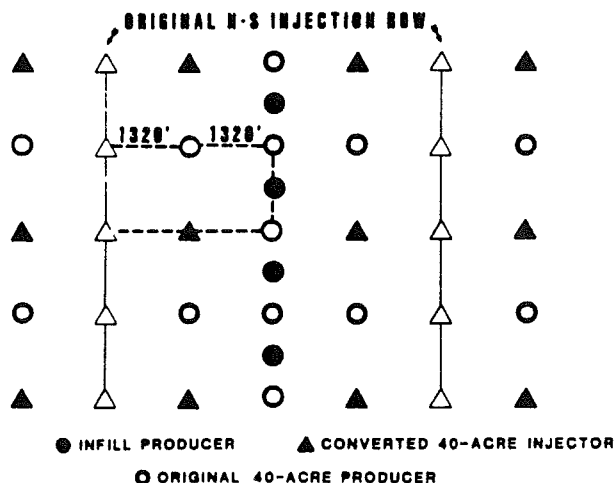 ORIGINAL N-S INJECTION ROW
1320' 1320'
INFILL PRODUCER CONVERTED 40-ACRE INJECTOR
ORIGINAL 40-ACRE PRODUCER